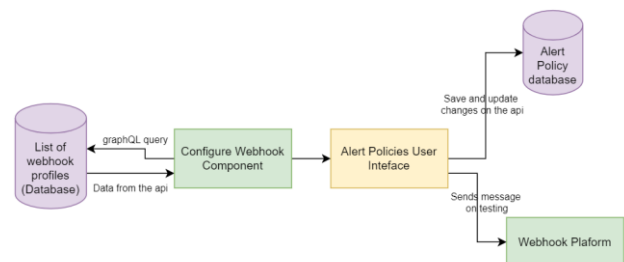 Alert
Policy
database
Save and update
changes on the api
List of
webhook
profiles
(Database)
graphQL query
Data from the api
Configure Webhook
Component
Alert Policies User
Inteface
Sends message
on testing
Webhook Plaform